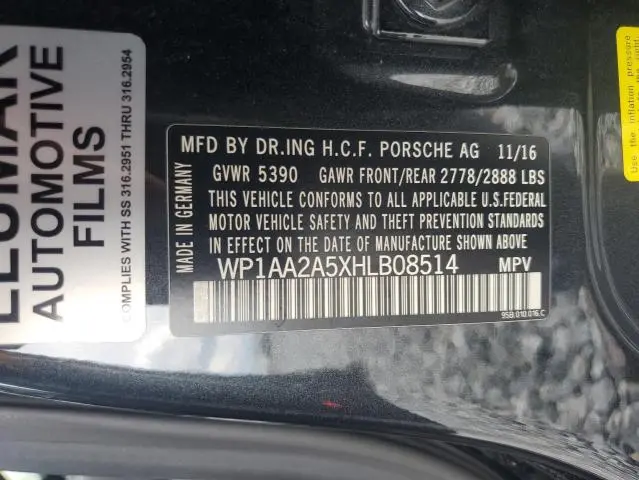 LLUMAR
AUTOMOTIVE
FILMS
COMPLIES WITH SS 316.2951 THRU 316.2954
MADE IN GERMANY
MFD BY DR.ING H.C.F. PORSCHE AG 11/16
GVWR 5390 GAWR FRONT/REAR 2778/2888 LBS
THIS VEHICLE CONFORMS TO ALL APPLICABLE U.S.FEDERAL
MOTOR VEHICLE SAFETY AND THEFT PREVENTION STANDARDS
IN EFFECT ON THE DATE OF MANUFACTURE SHOWN ABOVE
WP1AA2A5XHLB08514 MPV
95B.010.016.C
Use the inflation pressure